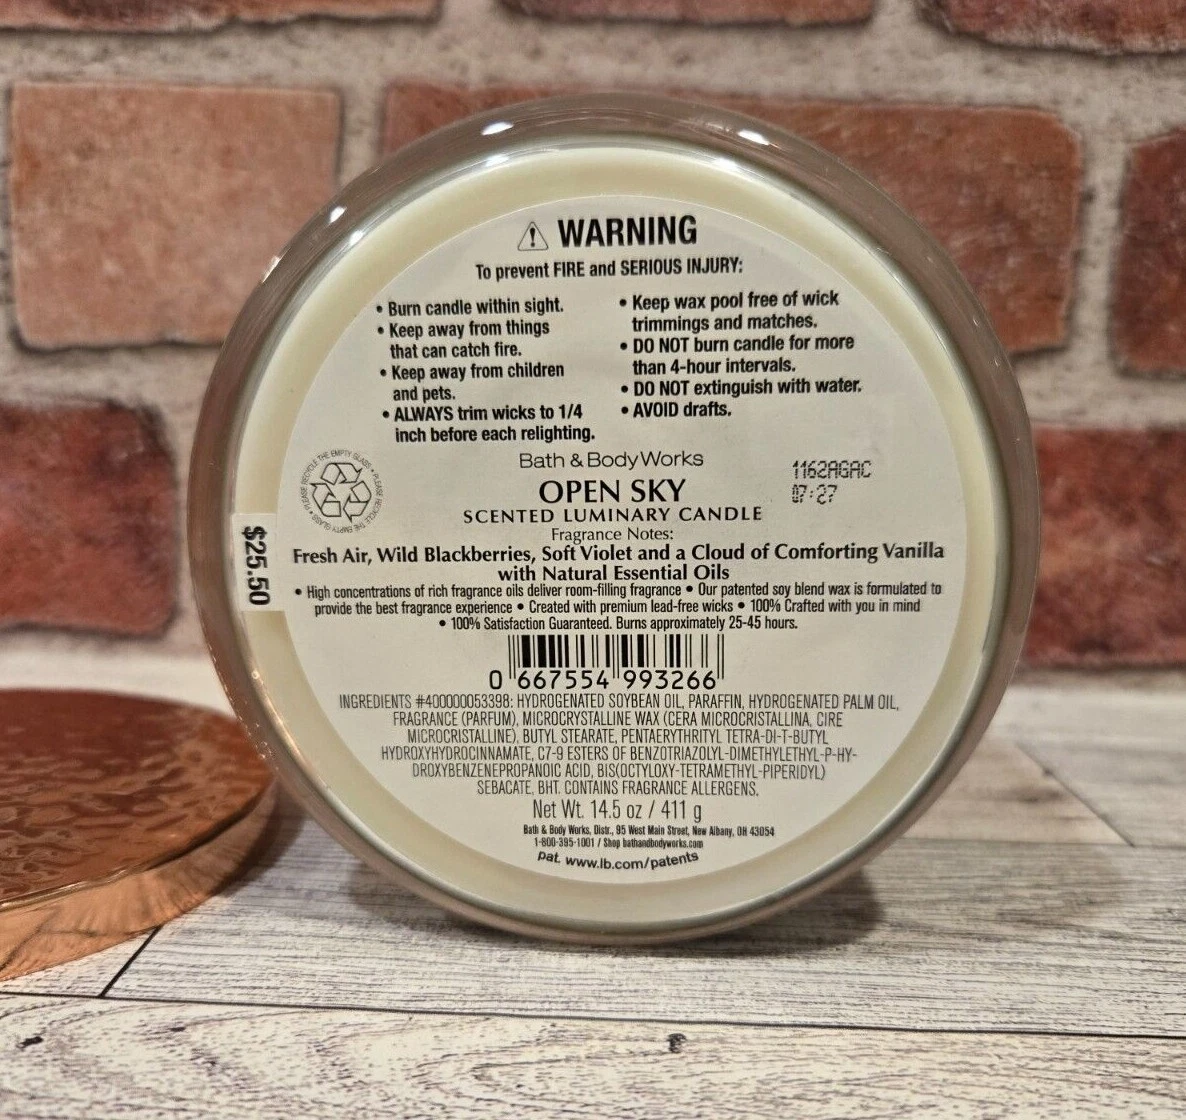 WARNING
To prevent FIRE and SERIOUS INJURY:
• Burn candle within sight.
• Keep away from things
that can catch fire.
• Keep away from children
and pets.
• ALWAYS trim wicks to 1/4
inch before each relighting.
• Keep wax pool free of wick
trimmings and matches.
• DO NOT burn candle for more
than 4-hour intervals.
• DO NOT extinguish with water.
• AVOID drafts.
PLEASE RECYCLE THE EMPTY GLASS • PLEASE RECYCLE THE EMPTY GLASS •
Bath & Body Works
1162AGAC
07:27
OPEN SKY
SCENTED LUMINARY CANDLE
$25.50
Fragrance Notes:
Fresh Air, Wild Blackberries, Soft Violet and a Cloud of Comforting Vanilla
with Natural Essential Oils
• High concentrations of rich fragrance oils deliver room-filling fragrance • Our patented soy blend wax is formulated to
provide the best fragrance experience • Created with premium lead-free wicks • 100% Crafted with you in mind
• 100% Satisfaction Guaranteed. Burns approximately 25-45 hours.
0 667554 993266
INGREDIENTS #400000053398: HYDROGENATED SOYBEAN OIL, PARAFFIN, HYDROGENATED PALM OIL,
FRAGRANCE (PARFUM), MICROCRYSTALLINE WAX (CERA MICROCRISTALLINA, CIRE
MICROCRISTALLINE), BUTYL STEARATE, PENTAERYTHRITYL TETRA-DI-T-BUTYL
HYDROXYHYDROCINNAMATE, C7-9 ESTERS OF BENZOTRIAZOLYL-DIMETHYLETHYL-P-HY-
DROXYBENZENEPROPANOIC ACID, BIS(OCTYLOXY-TETRAMETHYL-PIPERIDYL)
SEBACATE, BHT. CONTAINS FRAGRANCE ALLERGENS.
Net Wt. 14.5 oz / 411 g
Bath & Body Works, Distr., 95 West Main Street, New Albany, OH 43054
1-800-395-1001 / Shop bathandbodyworks.com
pat. www.lb.com/patents